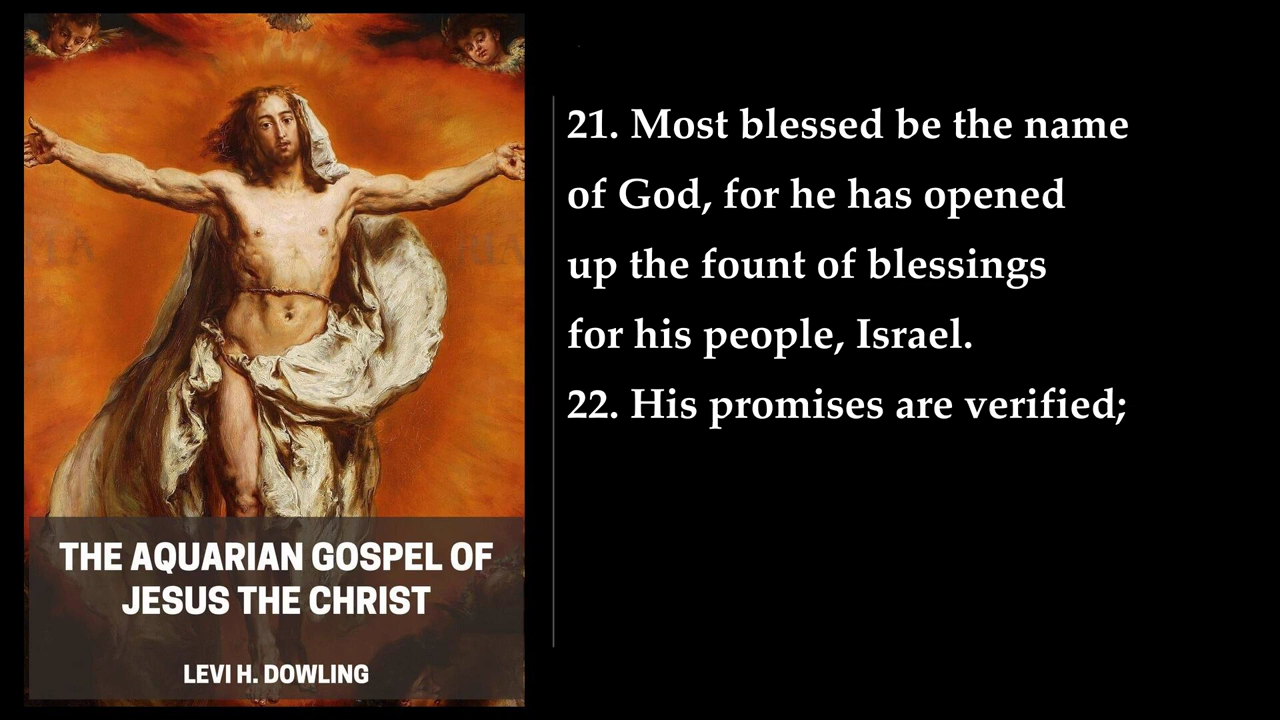 THE AQUARIAN GOSPEL OF
JESUS THE CHRIST
LEVI H. DOWLING
21. Most blessed be the name
of God, for he has opened
up the fount of blessings
for his people, Israel.
22. His promises are verified;